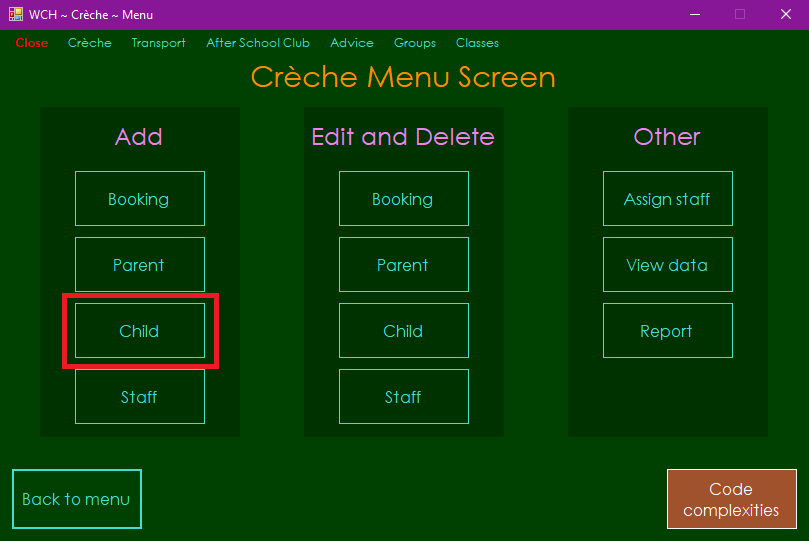 WCH ~ Crèche ~ Menu
Close Crèche Transport After School Club Advice Groups Classes
Crèche Menu Screen
Add
Booking
Parent
Child
Staff
Edit and Delete
Booking
Parent
Child
Staff
Other
Assign staff
View data
Report
Back to menu
Code
complexities